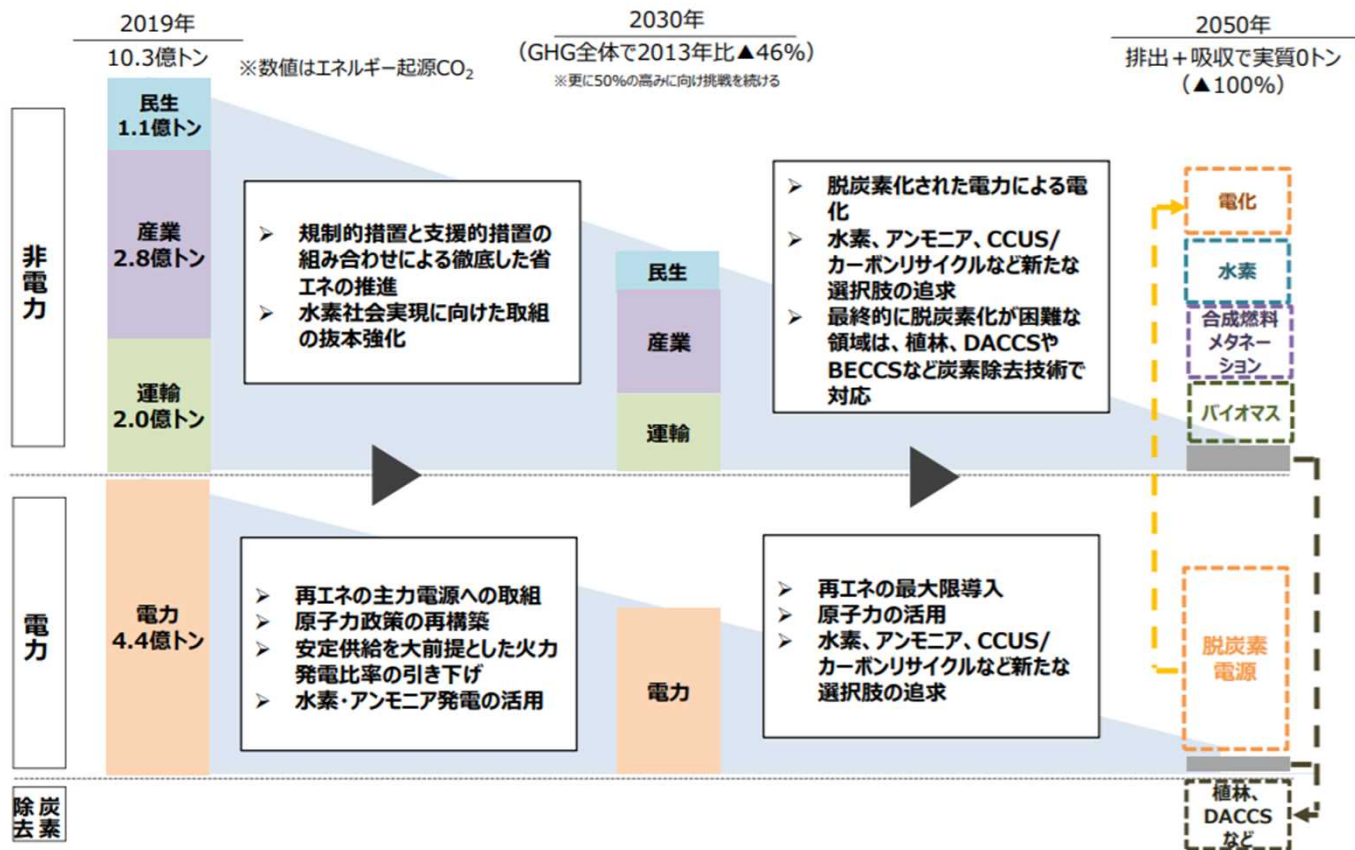 2019年
10.3億トン
※数値はエネルギー起源CO₂
2030年
(GHG全体で2013年比▲46%)
※更に50%の高みに向け挑戦を続ける
2050年
排出+吸収で実質0トン
(▲100%)
非電力
民生
1.1億トン
産業
2.8億トン
運輸
2.0億トン
➢ 規制的措置と支援的措置の
組み合わせによる徹底した省
エネの推進
➢ 水素社会実現に向けた取組
の抜本強化
民生
産業
運輸
➢ 脱炭素化された電力による電
化
➢ 水素、アンモニア、CCUS/
カーボンリサイクルなど新たな
選択肢の追求
➢ 最終的に脱炭素化が困難な
領域は、植林、DACCSや
BECCSなど炭素除去技術で
対応
電化
水素
合成燃料
メタネー
ション
バイオマス
電力
電力
4.4億トン
➢ 再エネの主力電源への取組
➢ 原子力政策の再構築
➢ 安定供給を大前提とした火力
発電比率の引き下げ
➢ 水素・アンモニア発電の活用
電力
➢ 再エネの最大限導入
➢ 原子力の活用
➢ 水素、アンモニア、CCUS/
カーボンリサイクルなど新たな
選択肢の追求
脱炭素
電源
炭素除去
植林、
DACCS
など